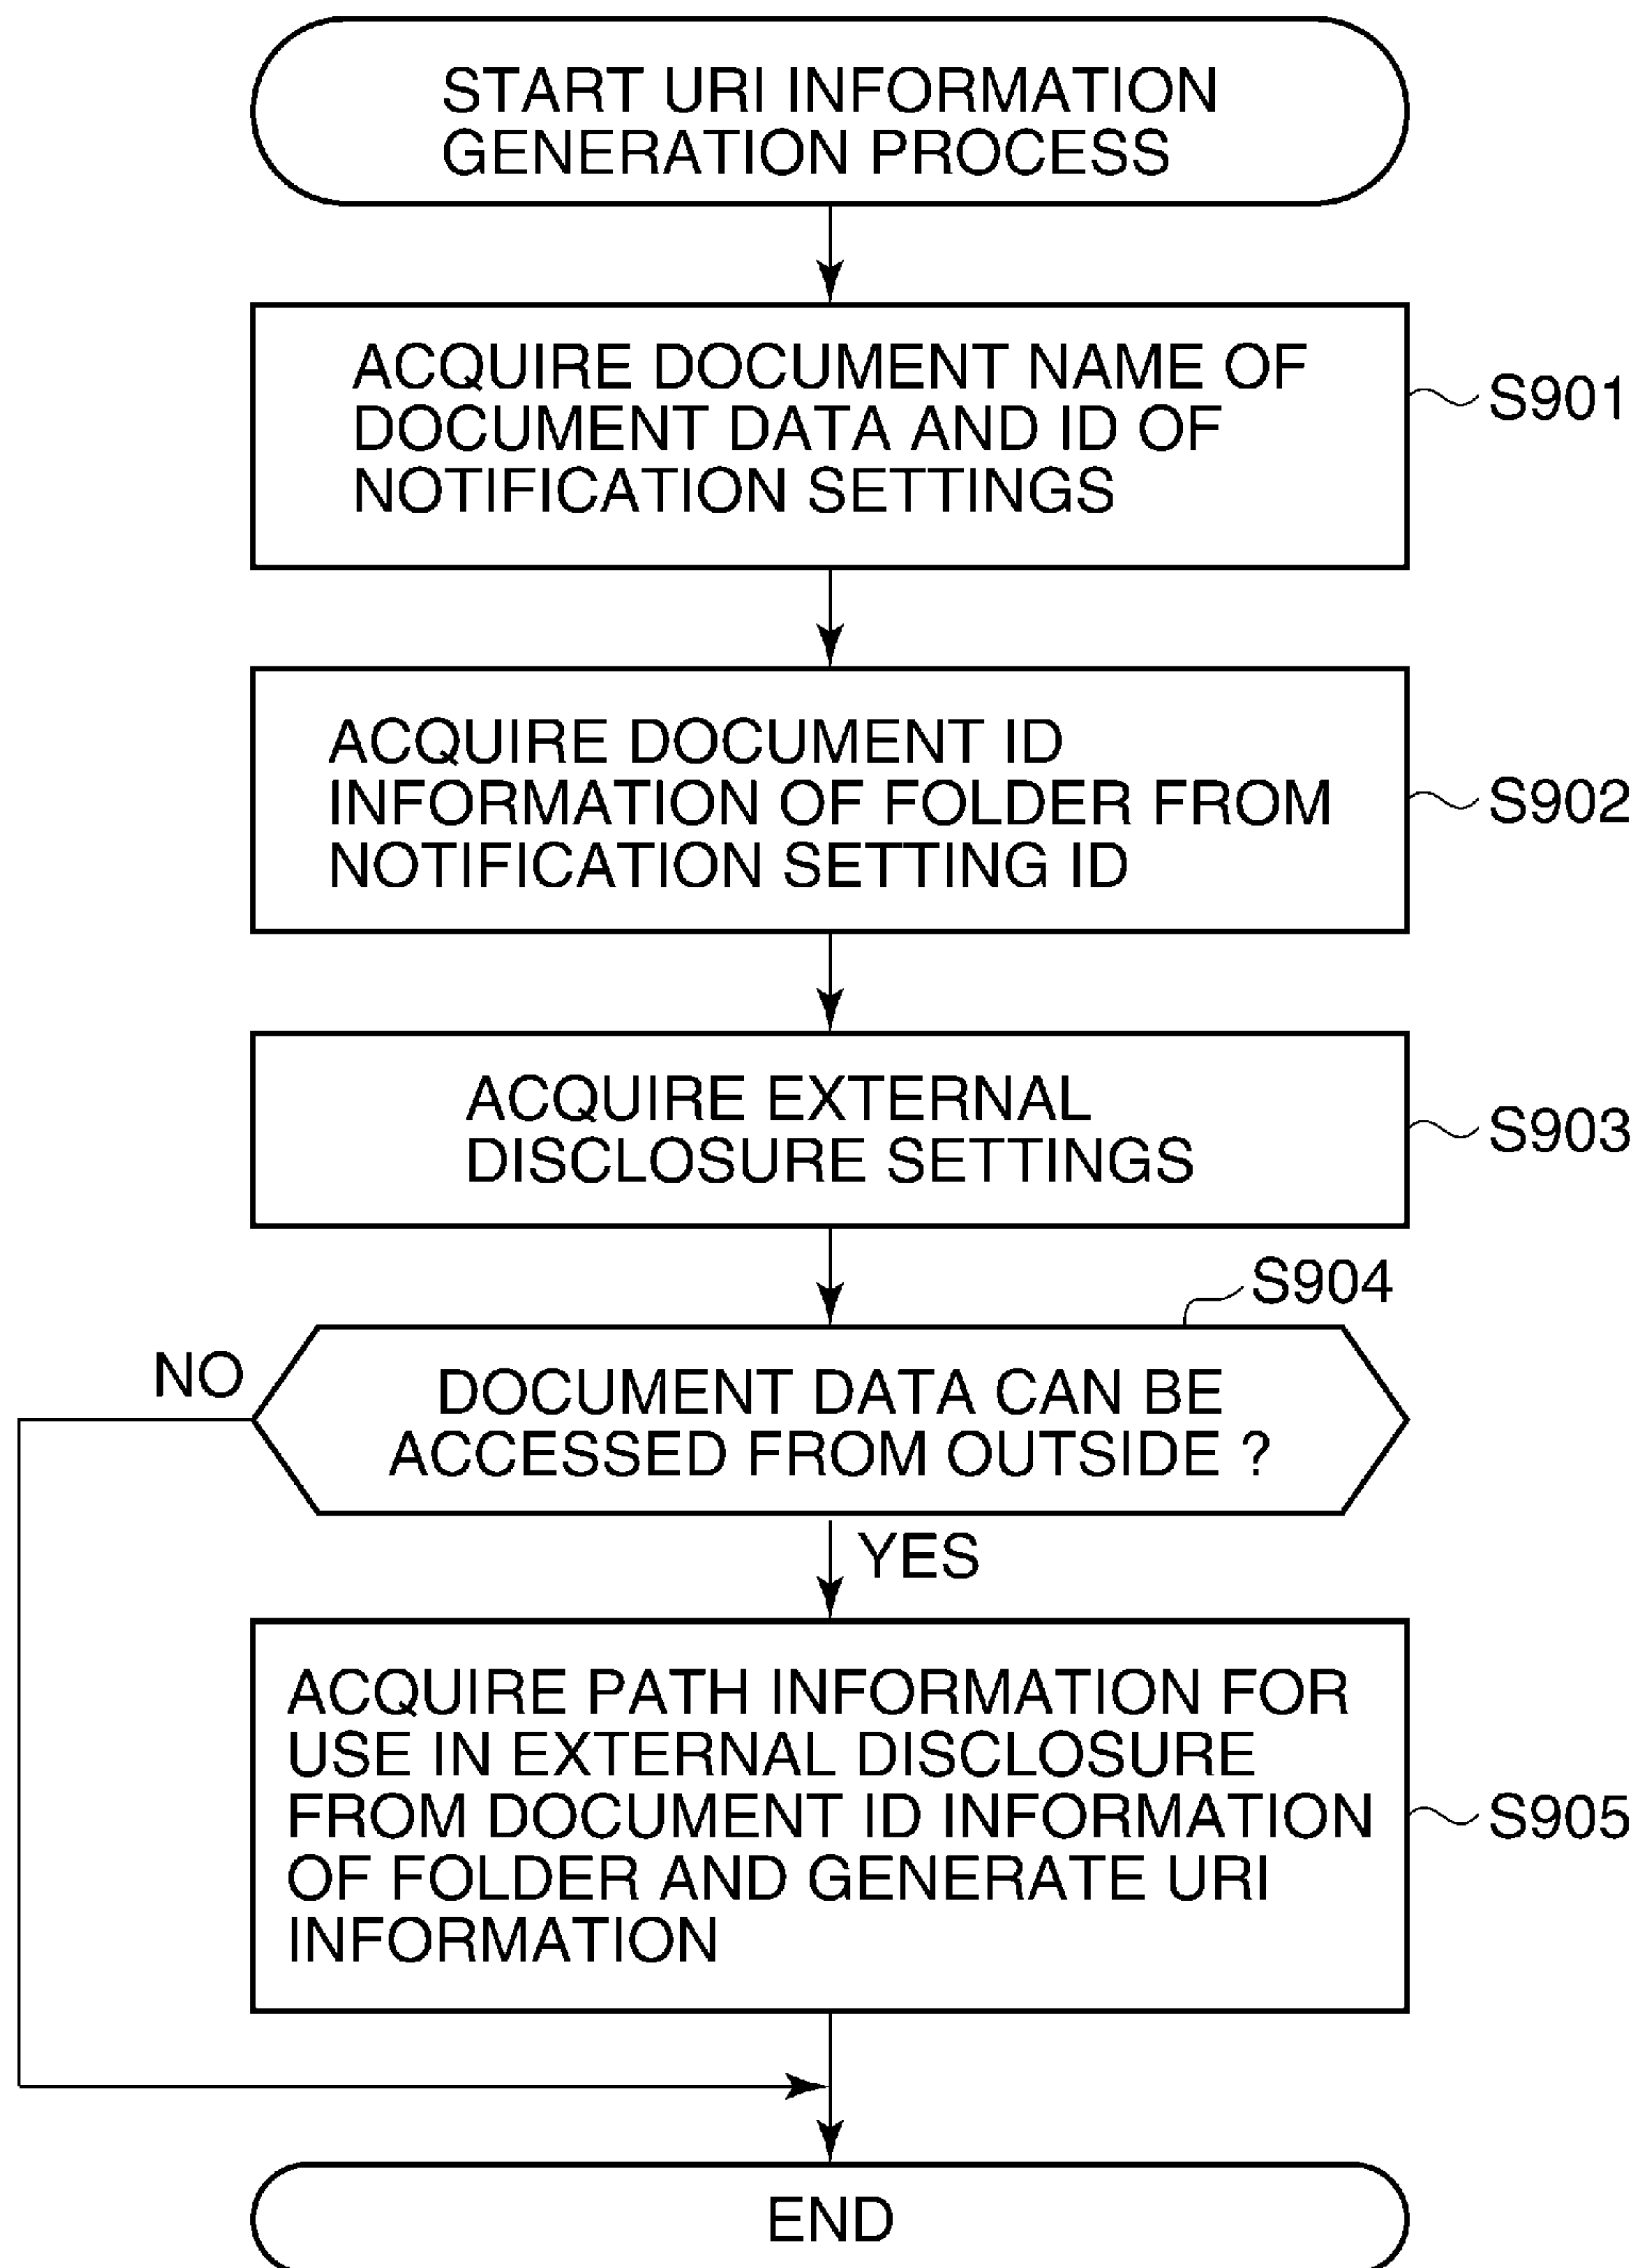 START URI INFORMATION
GENERATION PROCESS
ACQUIRE DOCUMENT NAME OF
DOCUMENT DATA AND ID OF
NOTIFICATION SETTINGS
S901
ACQUIRE DOCUMENT ID
INFORMATION OF FOLDER FROM
NOTIFICATION SETTING ID
S902
ACQUIRE EXTERNAL
DISCLOSURE SETTINGS
S903
S904
NO
DOCUMENT DATA CAN BE
ACCESSED FROM OUTSIDE ?
YES
ACQUIRE PATH INFORMATION FOR
USE IN EXTERNAL DISCLOSURE
FROM DOCUMENT ID INFORMATION
OF FOLDER AND GENERATE URI
INFORMATION
S905
END